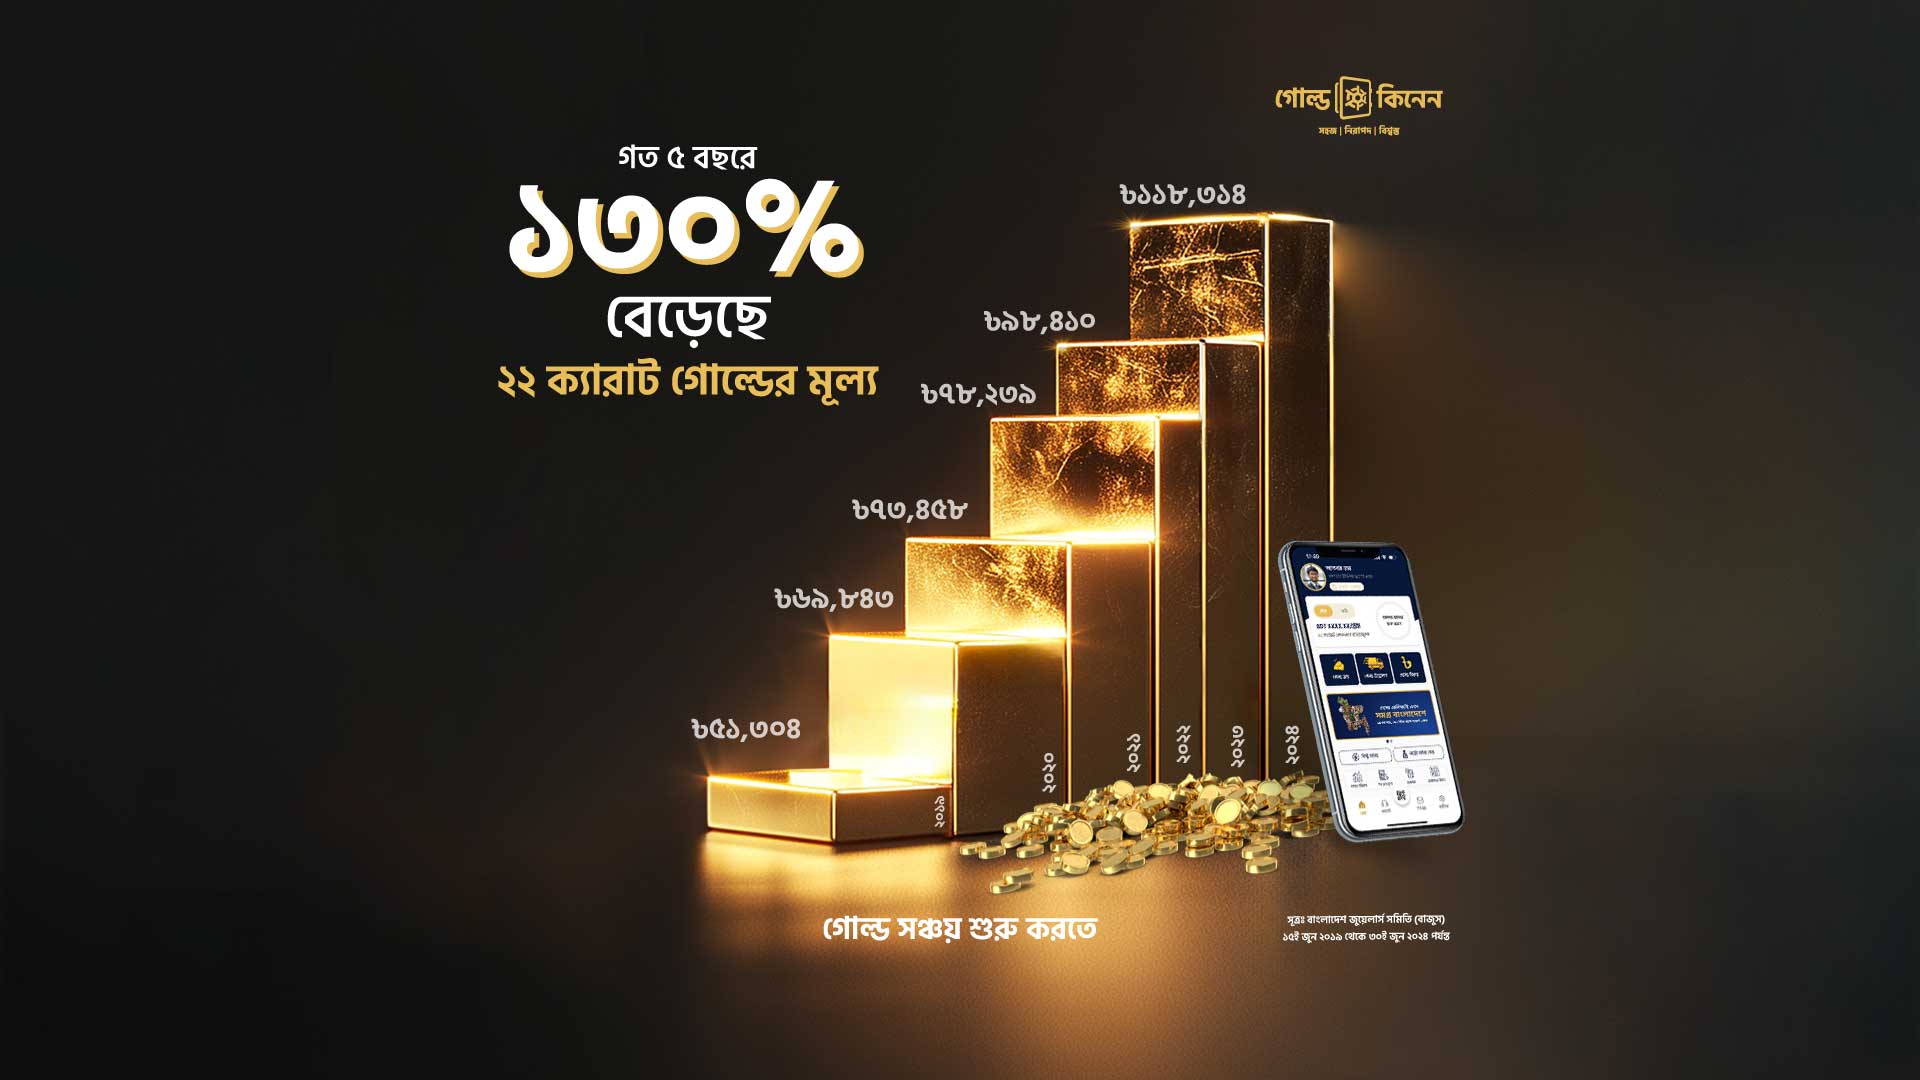 গোল্ড কিনেন
সহজ | নিরাপদ | বিশ্বস্ত
গত ৫ বছরে
১৩০%
বেড়েছে
২২ ক্যারাট গোল্ডের মূল্য
৳১১৮,৩১৪
৳৯৮,৪১০
৳৭৮,২৩৯
৳৭৩,৪৫৮
৳৬৯,৮৪৩
৳৫১,৩০৪
২০১৯
২০২০
২০২১
২০২২
২০২৩
২০২৪
সমগ্র বাংলাদেশে
গোল্ড সঞ্চয় শুরু করতে
সূত্রঃ বাংলাদেশ জুয়েলার্স সমিতি (বাজুস)
১৫ই জুন ২০১৯ থেকে ৩০ই জুন ২০২৪ পর্যন্ত